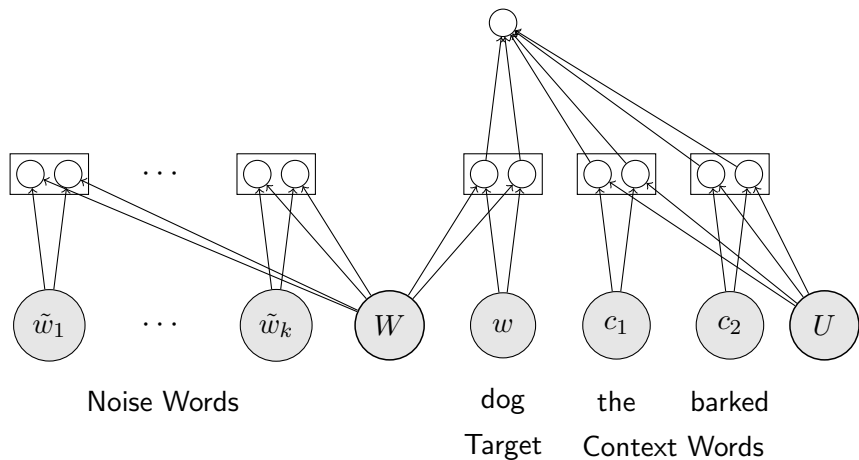 ⋯
w̃₁ ⋯ w̃ₖ W w c₁ c₂ U
Noise Words dog the barked
Target Context Words